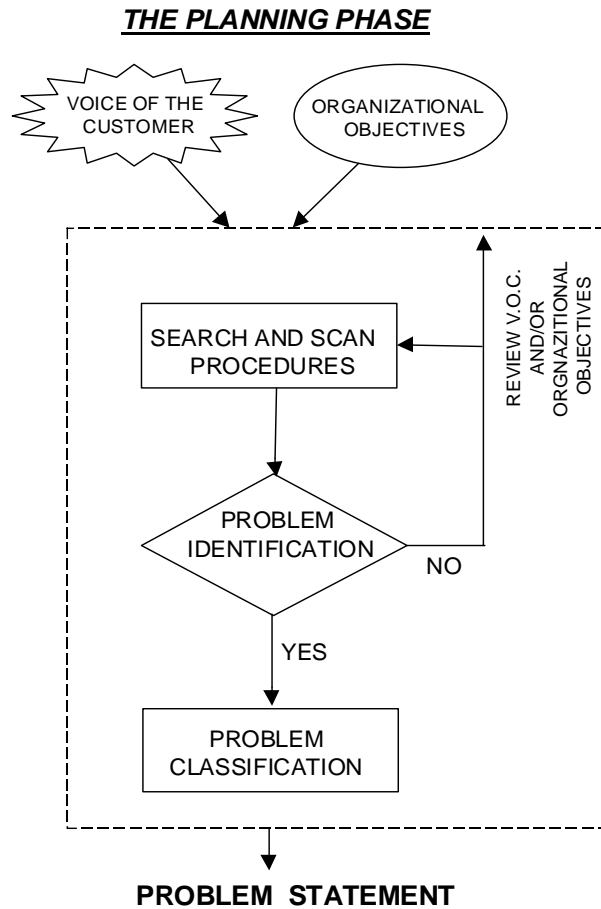 THE PLANNING PHASE
VOICE OF THE
CUSTOMER
ORGANIZATIONAL
OBJECTIVES
SEARCH AND SCAN
PROCEDURES
REVIEW V.O.C.
AND/OR
ORGNAZITIONAL
OBJECTIVES
PROBLEM
IDENTIFICATION
NO
YES
PROBLEM
CLASSIFICATION
PROBLEM STATEMENT